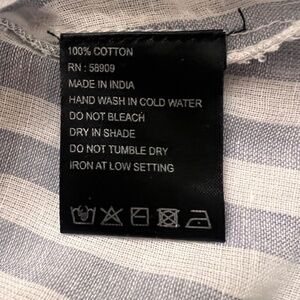 100% COTTON
RN : 58909
MADE IN INDIA
HAND WASH IN COLD WATER
DO NOT BLEACH
DRY IN SHADE
DO NOT TUMBLE DRY
IRON AT LOW SETTING